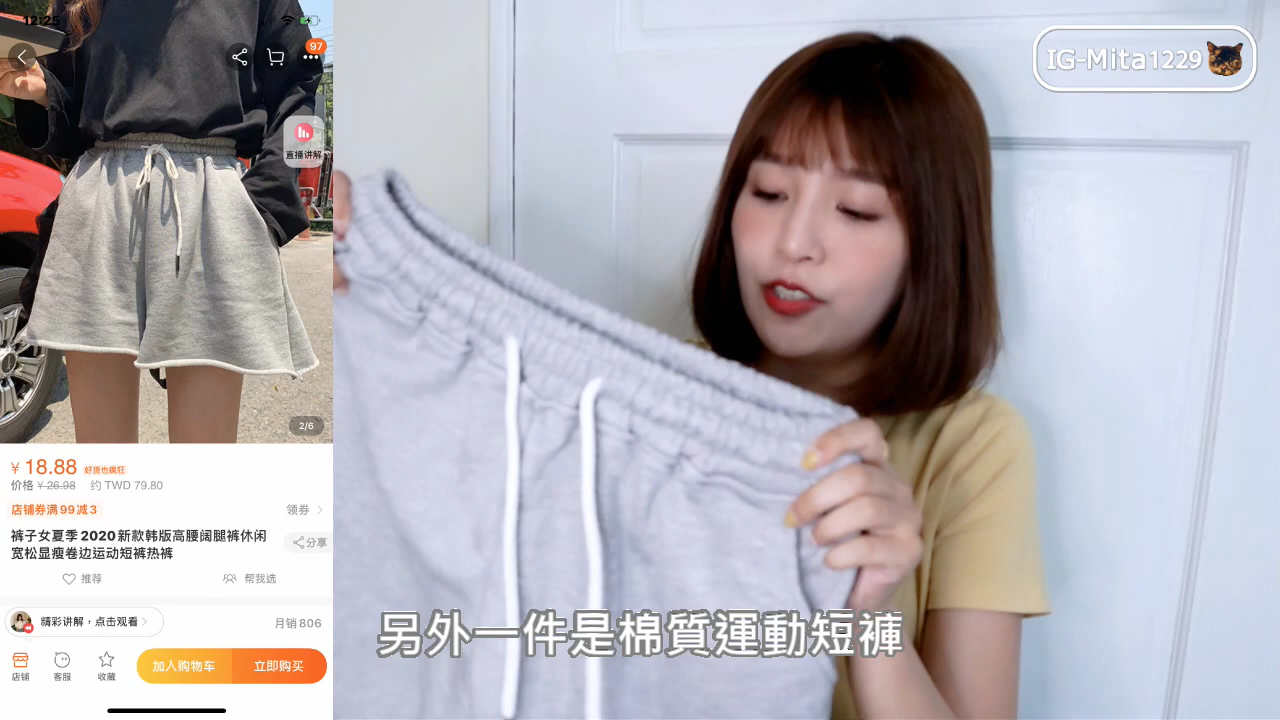 12:25
97
直播讲解
2/6
¥ 18.88 好货也疯狂
价格 ¥ 26.98 约 TWD 79.80
店铺券满99减3
领券
裤子女夏季2020新款韩版高腰阔腿裤休闲
宽松显瘦卷边运动短裤热裤
分享
推荐
帮我选
精彩讲解，点击观看
月销 806
店铺
客服
收藏
加入购物车
立即购买
IG-Mita1229
另外一件是棉質運動短褲